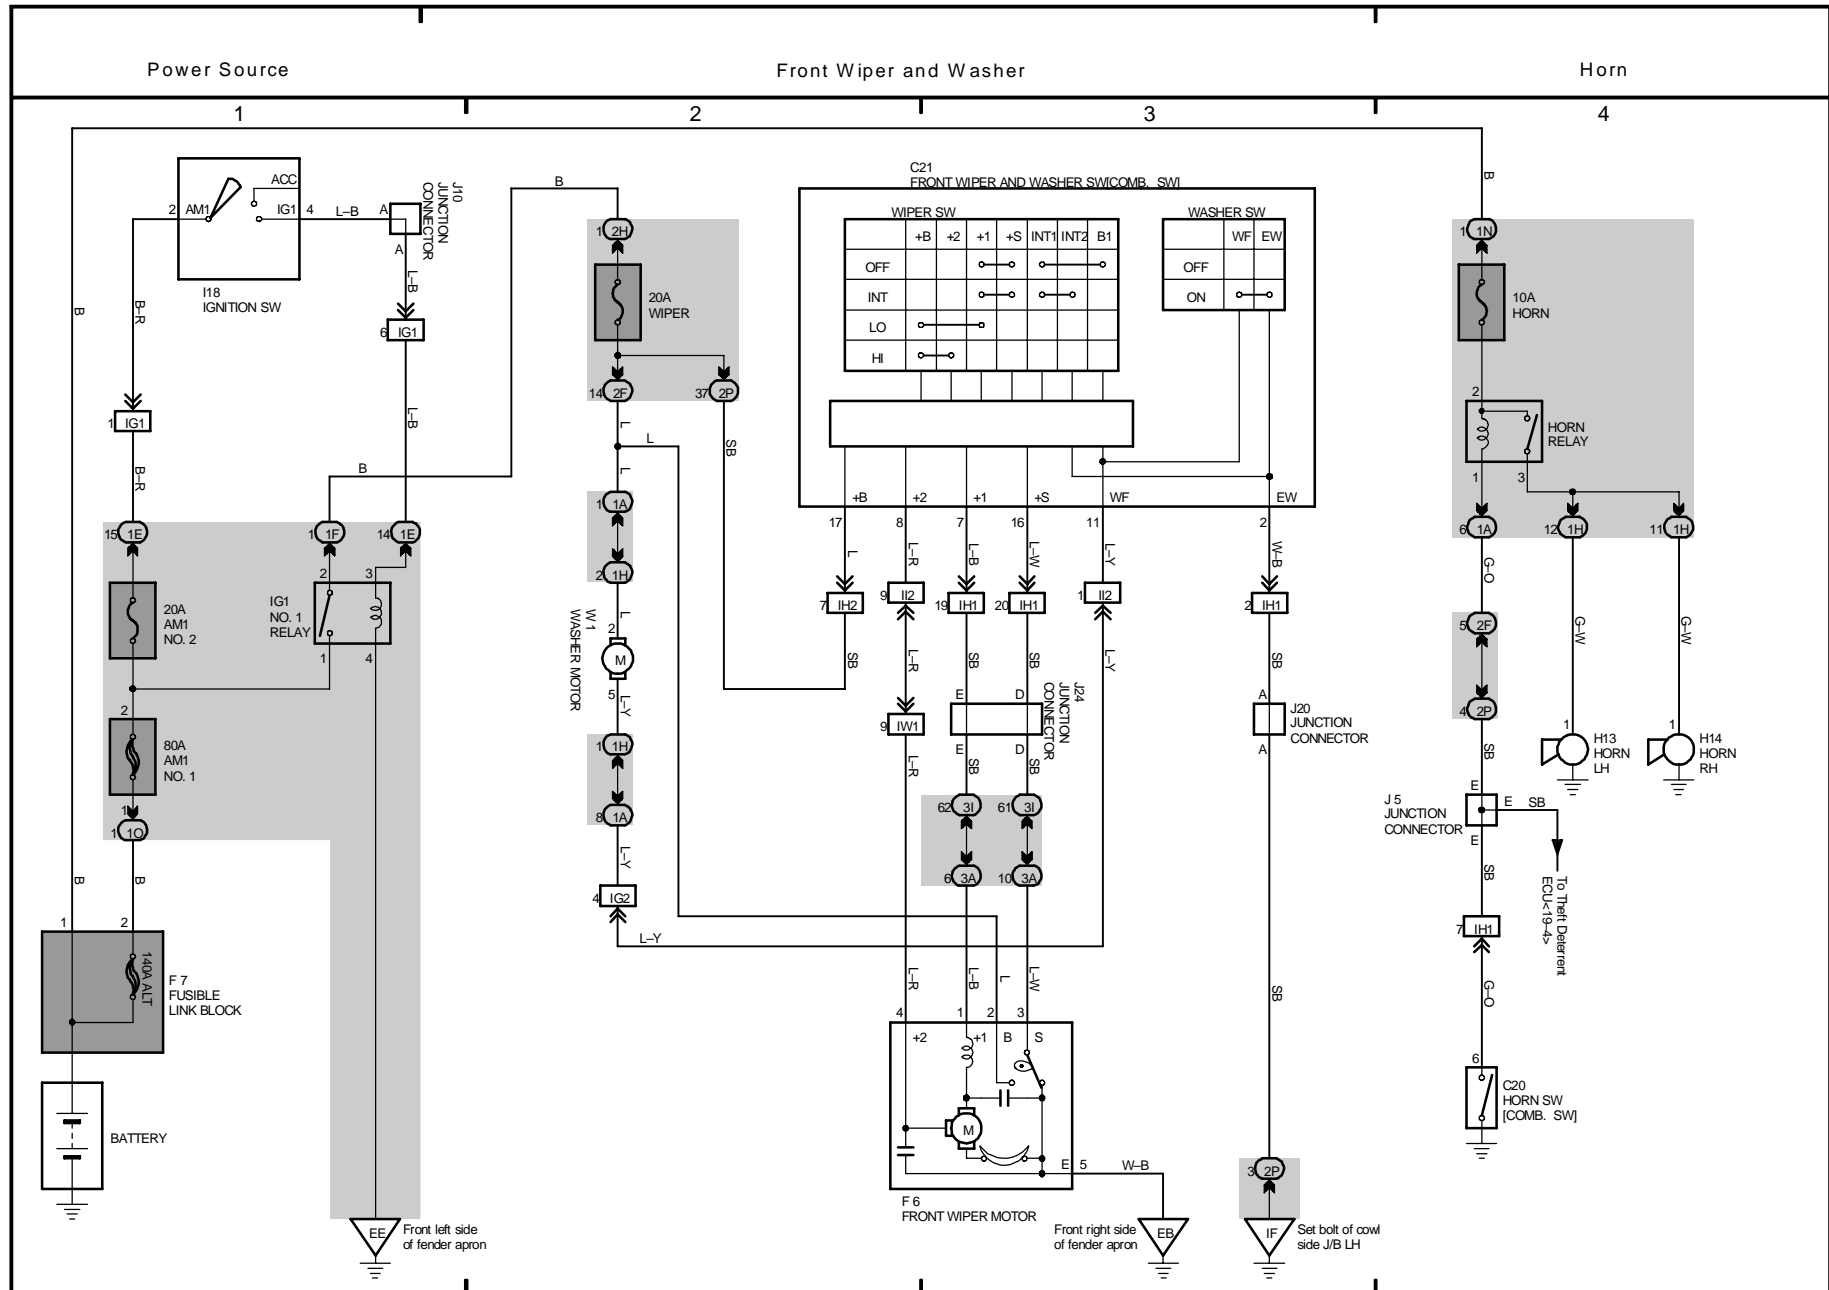 Power Source
Front Wiper and Washer
Horn
1
2
3
4
ACC
2
AM1
IG1
4
L–B
A
J10
JUNCTION
CONNECTOR
A
I18
IGNITION SW
B
B–R
L–B
6
IG1
1
IG1
B–R
L–B
B
B
15
1E
1
1F
14
1E
2
3
20A
AM1
NO. 2
IG1
NO. 1
RELAY
1
4
2
80A
AM1
NO. 1
1
1
1O
B
B
1
2
140A ALT
F 7
FUSIBLE
LINK BLOCK
BATTERY
EE
Front left side
of fender apron
1
2H
20A
WIPER
14
2F
37
2P
L
L
SB
L
1
1A
2
1H
L
W 1
WASHER MOTOR
2
M
5
L–Y
1
1H
8
1A
L–Y
4
IG2
L–Y
C21
FRONT WIPER AND WASHER SW[COMB. SW]
WIPER SW
+B
+2
+1
+S
INT1
INT2
B1
OFF
INT
LO
HI
WASHER SW
WF
EW
OFF
ON
+B
+2
+1
+S
WF
EW
17
8
7
16
11
2
L
L–R
L–B
L–W
L–Y
W–B
7
IH2
9
II2
19
IH1
20
IH1
1
II2
2
IH1
SB
L–R
SB
SB
L–Y
SB
E
D
J24
JUNCTION
CONNECTOR
A
J20
JUNCTION
CONNECTOR
A
9
IW1
E
D
L–R
SB
SB
62
3I
61
3I
6
3A
10
3A
L–R
L–B
L
L–W
SB
4
1
2
3
+2
+1
B
S
M
E
5
W–B
F 6
FRONT WIPER MOTOR
Front right side
of fender apron
EB
3
2P
IF
Set bolt of cowl
side J/B LH
B
1
1N
10A
HORN
2
HORN
RELAY
1
3
6
1A
12
1H
11
1H
G–O
G–W
G–W
5
2F
4
2P
SB
1
H13
HORN
LH
1
H14
HORN
RH
E
J 5
JUNCTION
CONNECTOR
E
SB
E
To Theft Deterrent
ECU<19–4>
SB
7
IH1
G–O
6
C20
HORN SW
[COMB. SW]